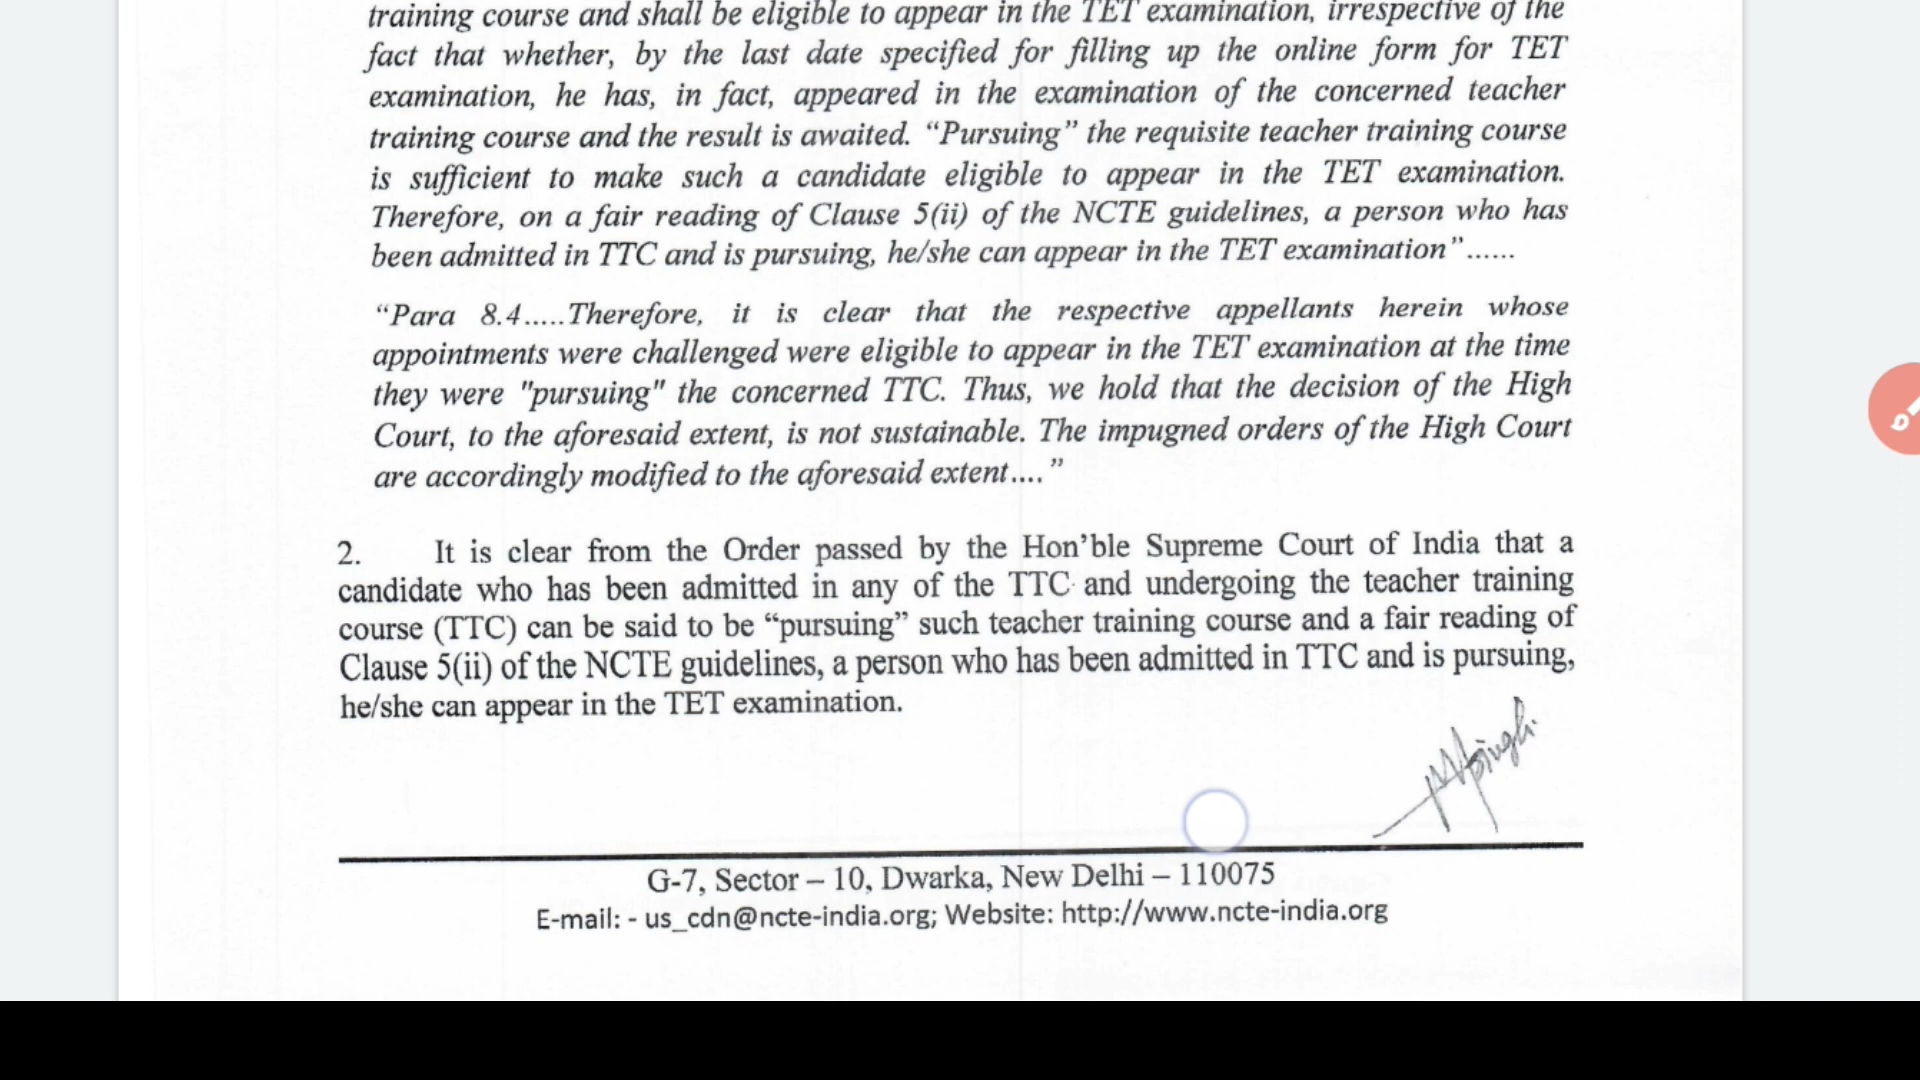 training course and shall be eligible to appear in the TET examination, irrespective of the
fact that whether, by the last date specified for filling up the online form for TET
examination, he has, in fact, appeared in the examination of the concerned teacher
training course and the result is awaited. “Pursuing” the requisite teacher training course
is sufficient to make such a candidate eligible to appear in the TET examination.
Therefore, on a fair reading of Clause 5(ii) of the NCTE guidelines, a person who has
been admitted in TTC and is pursuing, he/she can appear in the TET examination”......
“Para 8.4.....Therefore, it is clear that the respective appellants herein whose
appointments were challenged were eligible to appear in the TET examination at the time
they were "pursuing" the concerned TTC. Thus, we hold that the decision of the High
Court, to the aforesaid extent, is not sustainable. The impugned orders of the High Court
are accordingly modified to the aforesaid extent....”
2. It is clear from the Order passed by the Hon’ble Supreme Court of India that a
candidate who has been admitted in any of the TTC and undergoing the teacher training
course (TTC) can be said to be “pursuing” such teacher training course and a fair reading of
Clause 5(ii) of the NCTE guidelines, a person who has been admitted in TTC and is pursuing,
he/she can appear in the TET examination.
G-7, Sector – 10, Dwarka, New Delhi – 110075
E-mail: - us_cdn@ncte-india.org; Website: http://www.ncte-india.org